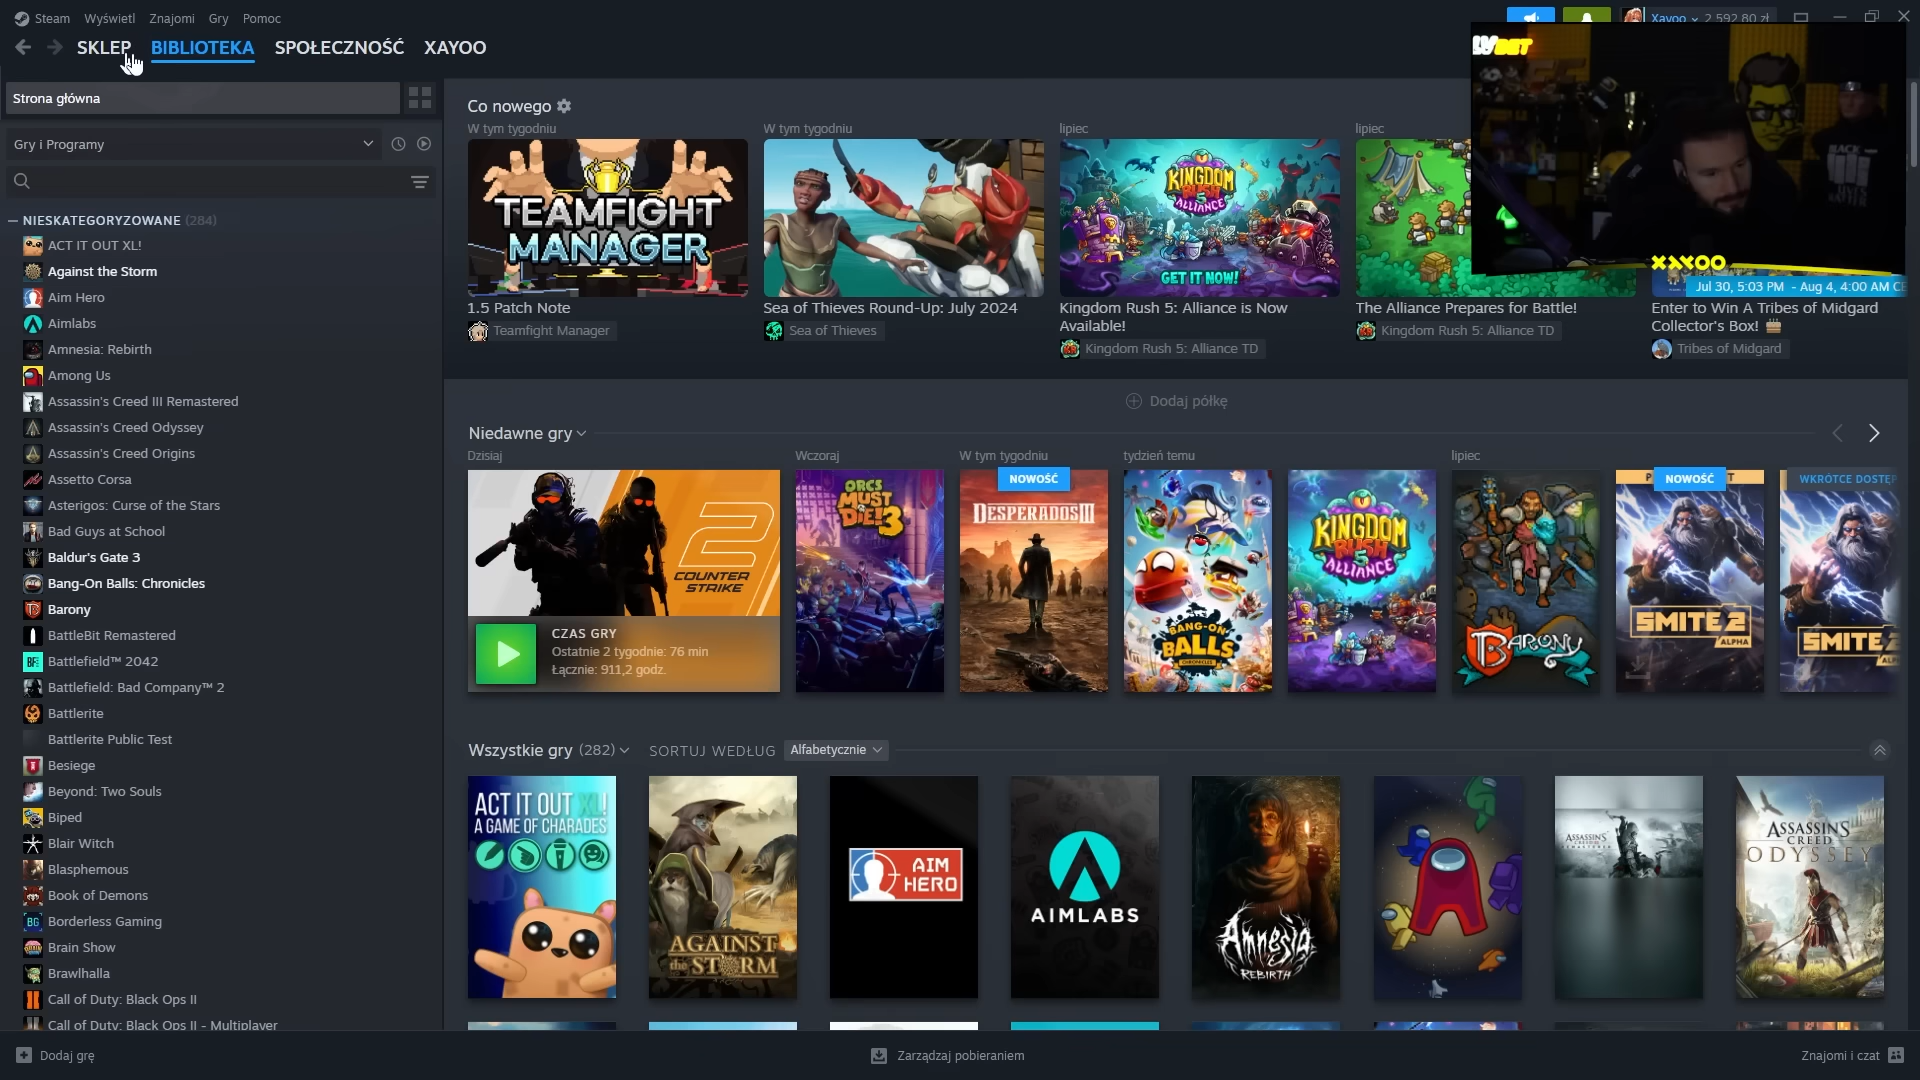 Steam Wyświetl Znajomi Gry Pomoc
Xayoo 2 592,80 zł
SKLEP BIBLIOTEKA SPOŁECZNOŚĆ XAYOO
Strona główna
Gry i Programy
NIESKATEGORYZOWANE (284)
ACT IT OUT XL!
Against the Storm
Aim Hero
Aimlabs
Amnesia: Rebirth
Among Us
Assassin's Creed III Remastered
Assassin's Creed Odyssey
Assassin's Creed Origins
Assetto Corsa
Asterigos: Curse of the Stars
Bad Guys at School
Baldur's Gate 3
Bang-On Balls: Chronicles
Barony
BattleBit Remastered
Battlefield™ 2042
Battlefield: Bad Company™ 2
Battlerite
Battlerite Public Test
Besiege
Beyond: Two Souls
Biped
Blair Witch
Blasphemous
Book of Demons
Borderless Gaming
Brain Show
Brawlhalla
Call of Duty: Black Ops II
Call of Duty: Black Ops II - Multiplayer
Dodaj grę
Co nowego
W tym tygodniu
TEAMFIGHT
MANAGER
1.5 Patch Note
Teamfight Manager
W tym tygodniu
Sea of Thieves Round-Up: July 2024
Sea of Thieves
lipiec
KINGDOM
RUSH 5
ALLIANCE
GET IT NOW!
Kingdom Rush 5: Alliance is Now
Available!
Kingdom Rush 5: Alliance TD
lipiec
The Alliance Prepares for Battle!
Kingdom Rush 5: Alliance TD
XAYOO
Jul 30, 5:03 PM - Aug 4, 4:00 AM CE
Enter to Win A Tribes of Midgard
Collector's Box!
Tribes of Midgard
Dodaj półkę
Niedawne gry
Dzisiaj
2
COUNTER
STRIKE
CZAS GRY
Ostatnie 2 tygodnie: 76 min
Łącznie: 911,2 godz.
Wczoraj
ORCS
MUST
DIE! 3
W tym tygodniu
NOWOŚĆ
DESPERADOS III
tydzień temu
BANG-ON
BALLS
CHRONICLES
KINGDOM
RUSH 5
ALLIANCE
lipiec
BARONY
NOWOŚĆ
SMITE 2
ALPHA
WKRÓTCE DOSTĘP
SMITE 2
Wszystkie gry (282) SORTUJ WEDŁUG Alfabetycznie
ACT IT OUT XL!
A GAME OF CHARADES
AGAINST
the STORM
AIM
HERO
AIMLABS
Amnesia
REBIRTH
ASSASSIN'S
CREED
ASSASSIN'S
CREED
ODYSSEY
Zarządzaj pobieraniem
Znajomi i czat